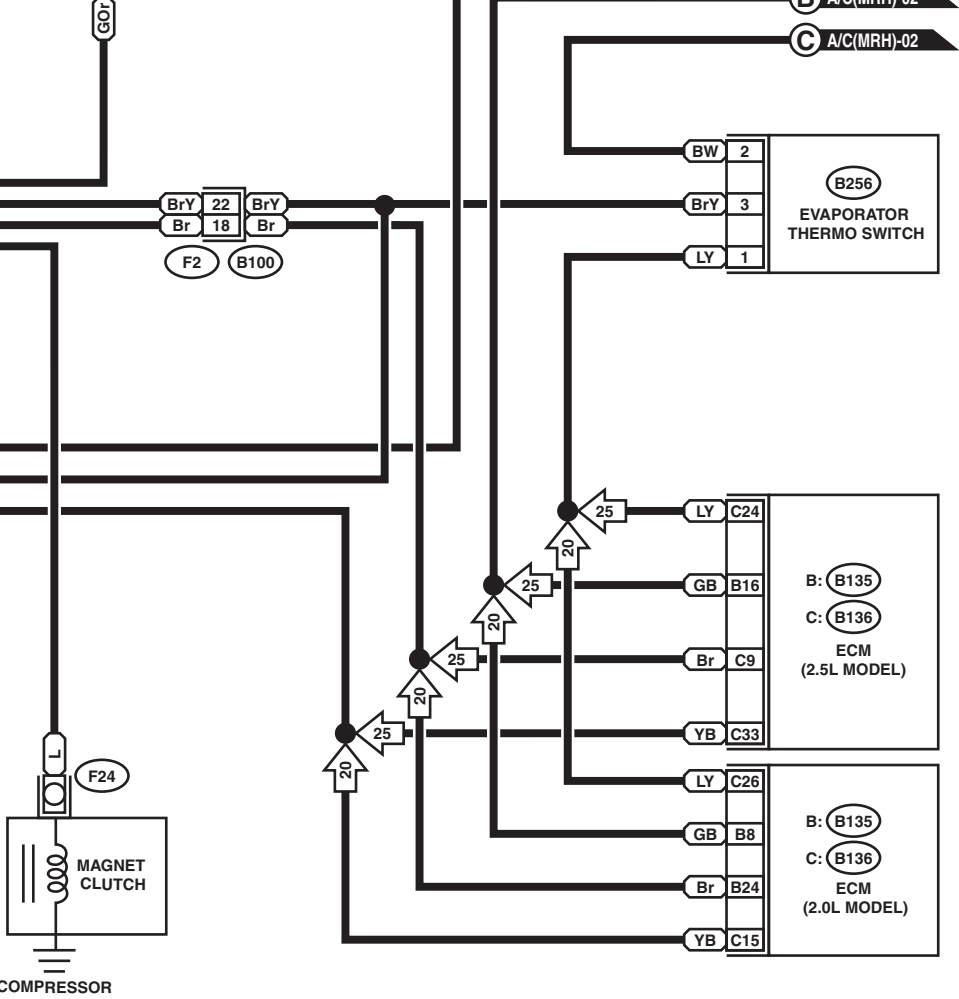 GOr
B A/C(MRH)-02
C A/C(MRH)-02
BW 2
BrY 22 BrY
BrY 3
B256
EVAPORATOR
THERMO SWITCH
Br 18 Br
F2 B100
LY 1
25 LY C24
20
25 GB B16
20
B: B135
C: B136
ECM
(2.5L MODEL)
25 Br C9
20
25 YB C33
20
L
F24
LY C26
GB B8
B: B135
C: B136
ECM
(2.0L MODEL)
Br B24
YB C15
MAGNET
CLUTCH
COMPRESSOR